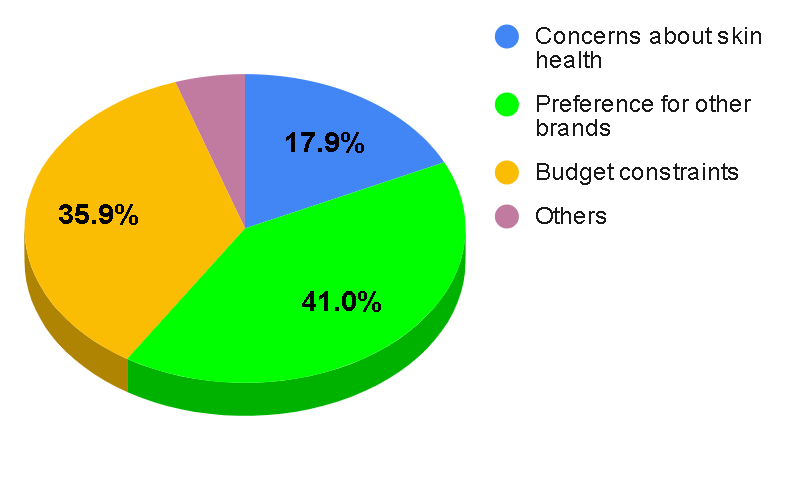 Concerns about skin
health
Preference for other
brands
Budget constraints
Others
17.9%
35.9%
41.0%